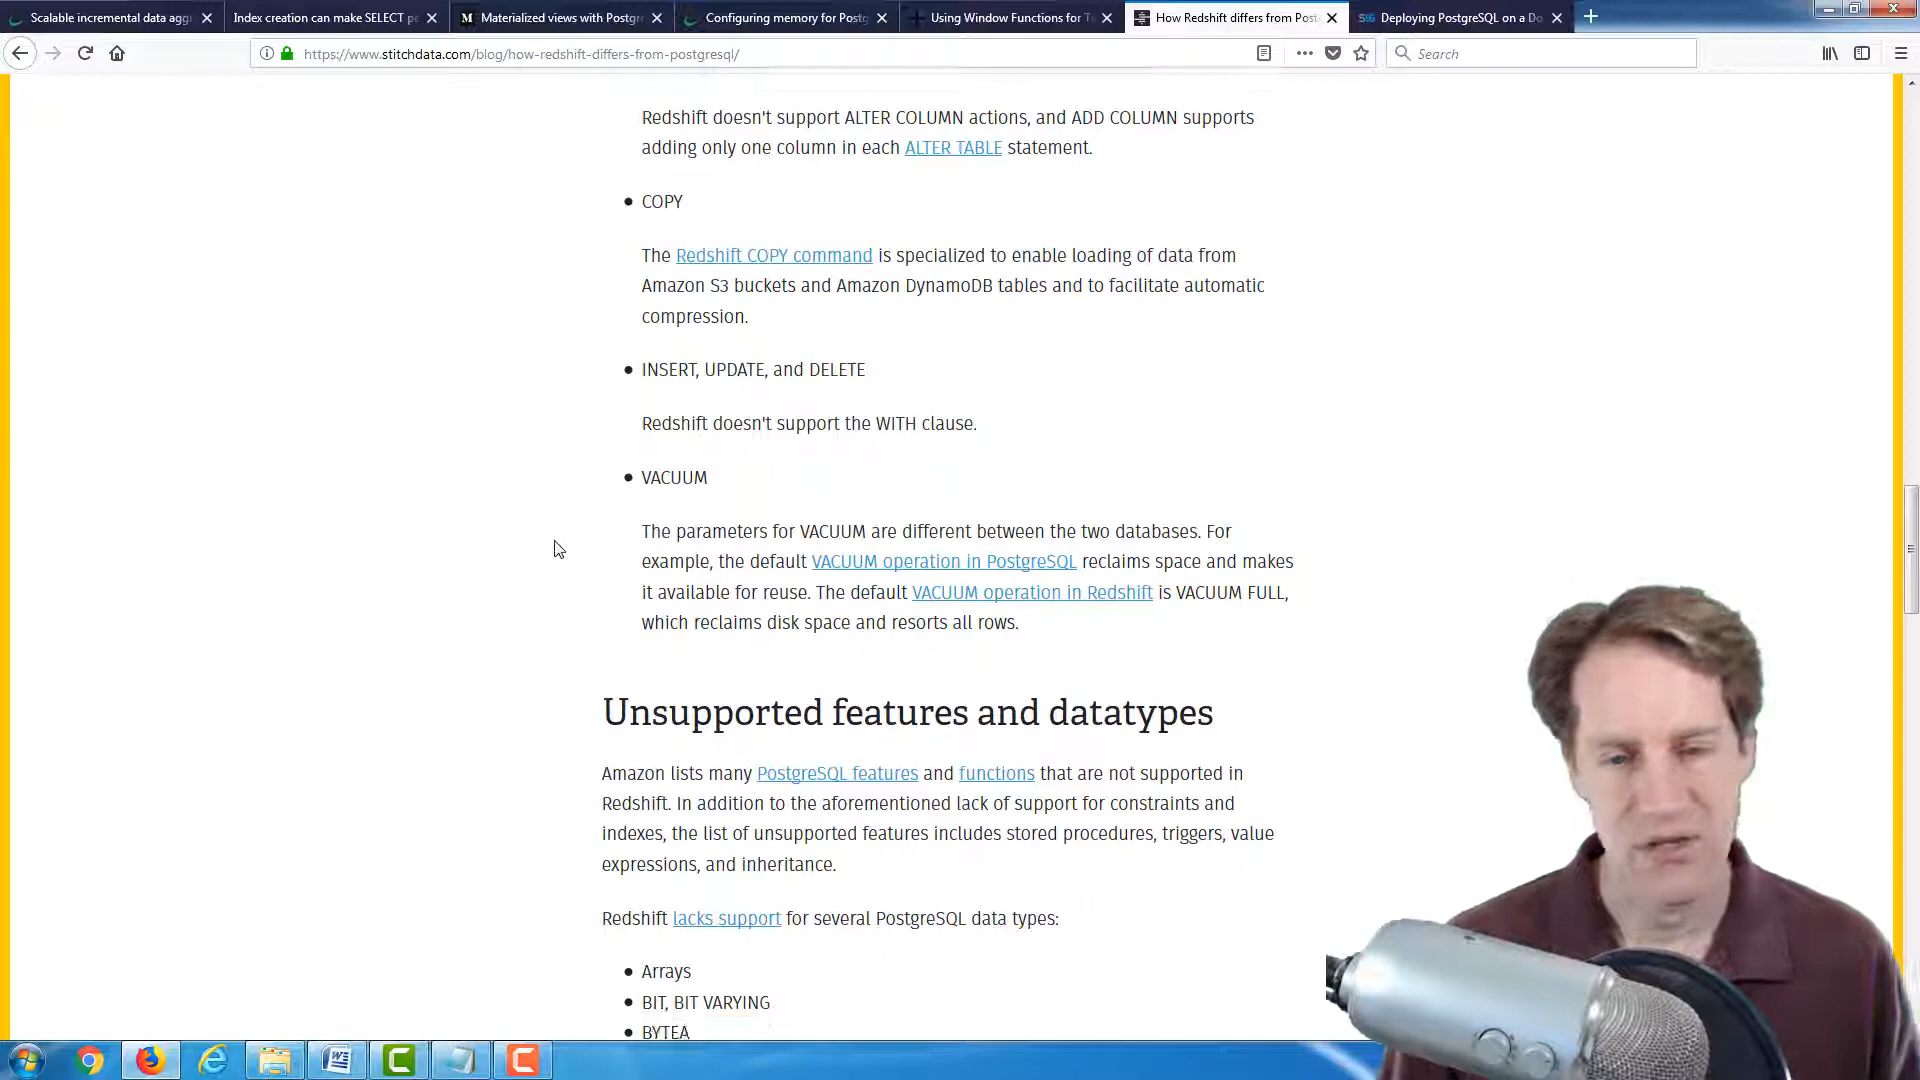 Scalable incremental data aggr
Index creation can make SELECT pe
M Materialized views with Postgre
Configuring memory for Postg
Using Window Functions for T
How Redshift differs from Post
Deploying PostgreSQL on a Do
https://www.stitchdata.com/blog/how-redshift-differs-from-postgresql/
Search
Redshift doesn't support ALTER COLUMN actions, and ADD COLUMN supports
adding only one column in each ALTER TABLE statement.
• COPY
The Redshift COPY command is specialized to enable loading of data from
Amazon S3 buckets and Amazon DynamoDB tables and to facilitate automatic
compression.
• INSERT, UPDATE, and DELETE
Redshift doesn't support the WITH clause.
• VACUUM
The parameters for VACUUM are different between the two databases. For
example, the default VACUUM operation in PostgreSQL reclaims space and makes
it available for reuse. The default VACUUM operation in Redshift is VACUUM FULL,
which reclaims disk space and resorts all rows.
Unsupported features and datatypes
Amazon lists many PostgreSQL features and functions that are not supported in
Redshift. In addition to the aforementioned lack of support for constraints and
indexes, the list of unsupported features includes stored procedures, triggers, value
expressions, and inheritance.
Redshift lacks support for several PostgreSQL data types:
• Arrays
• BIT, BIT VARYING
• BYTEA